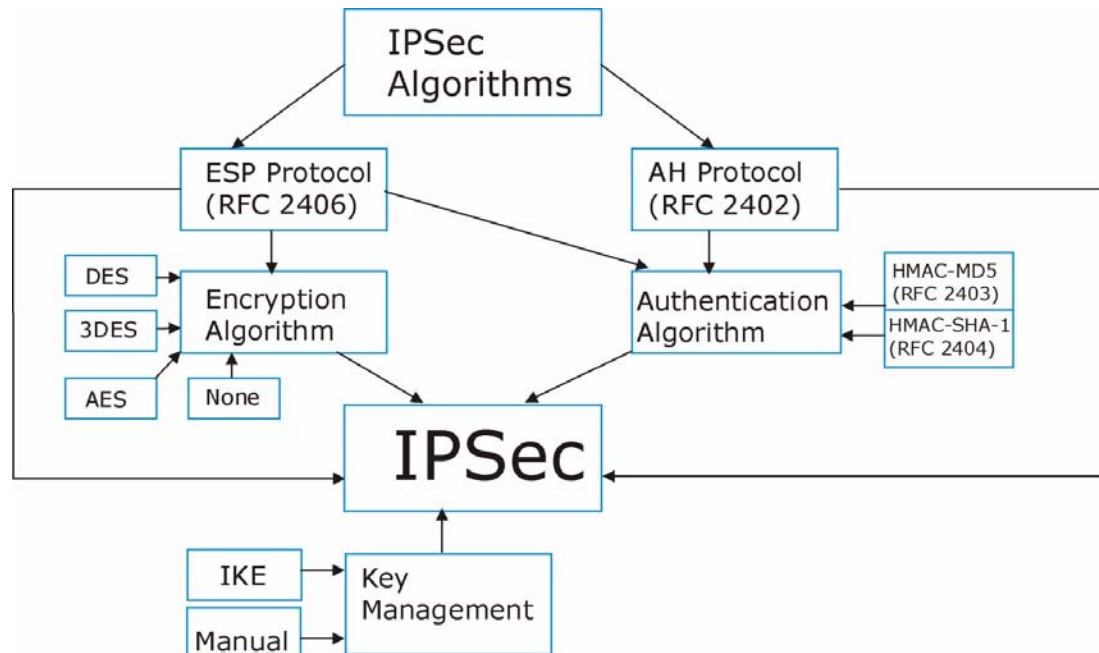 IPSec
Algorithms
ESP Protocol
(RFC 2406)
AH Protocol
(RFC 2402)
DES
3DES
AES
None
Encryption
Algorithm
Authentication
Algorithm
HMAC-MD5
(RFC 2403)
HMAC-SHA-1
(RFC 2404)
IPSec
IKE
Manual
Key
Management